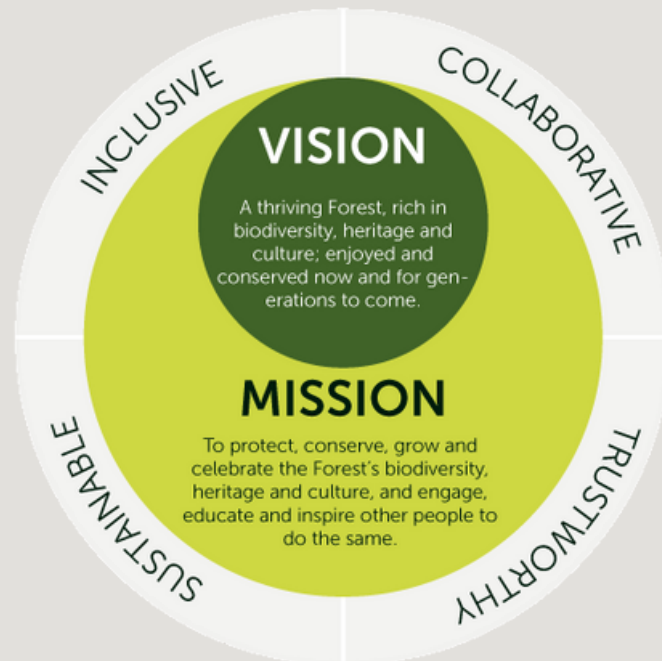 INCLUSIVE
COLLABORATIVE
VISION
A thriving Forest, rich in
biodiversity, heritage and
culture; enjoyed and
conserved now and for gen-
erations to come.
MISSION
To protect, conserve, grow and
celebrate the Forest's biodiversity,
heritage and culture, and engage,
educate and inspire other people to
do the same.
SUSTAINABLE
TRUSTWORTHY